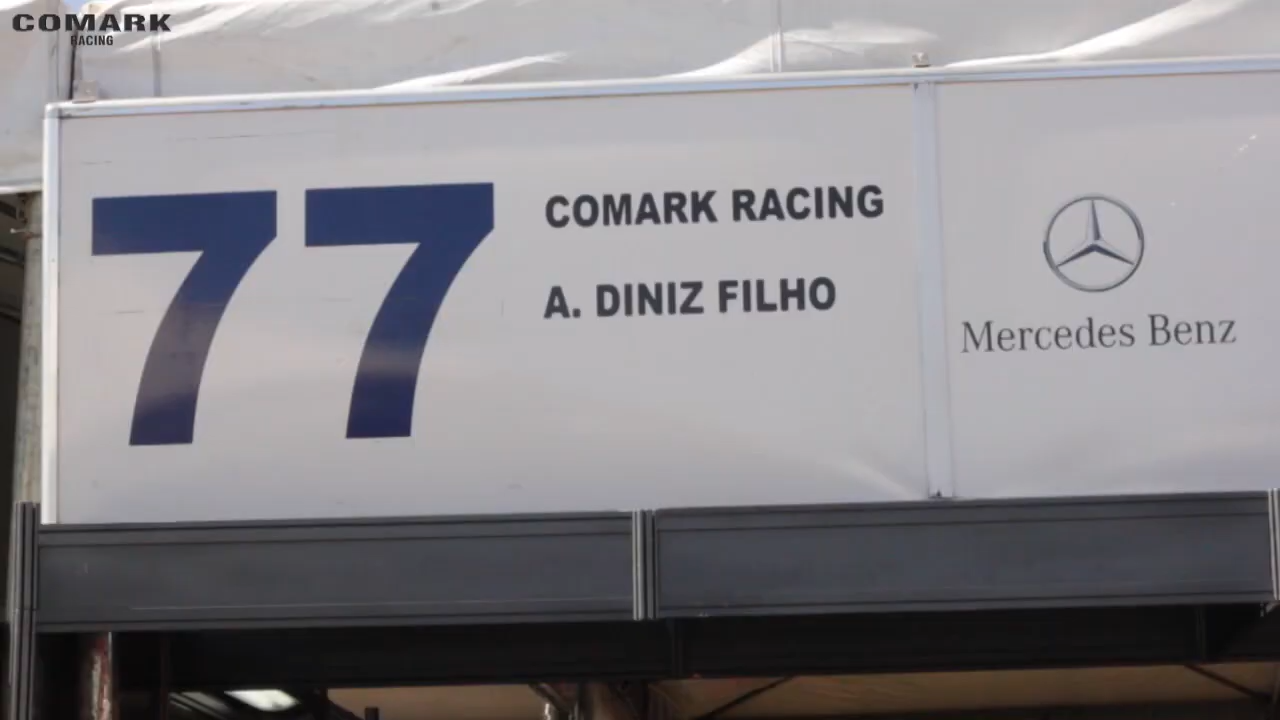 COMARK
RACING
77
COMARK RACING
A. DINIZ FILHO
Mercedes Benz